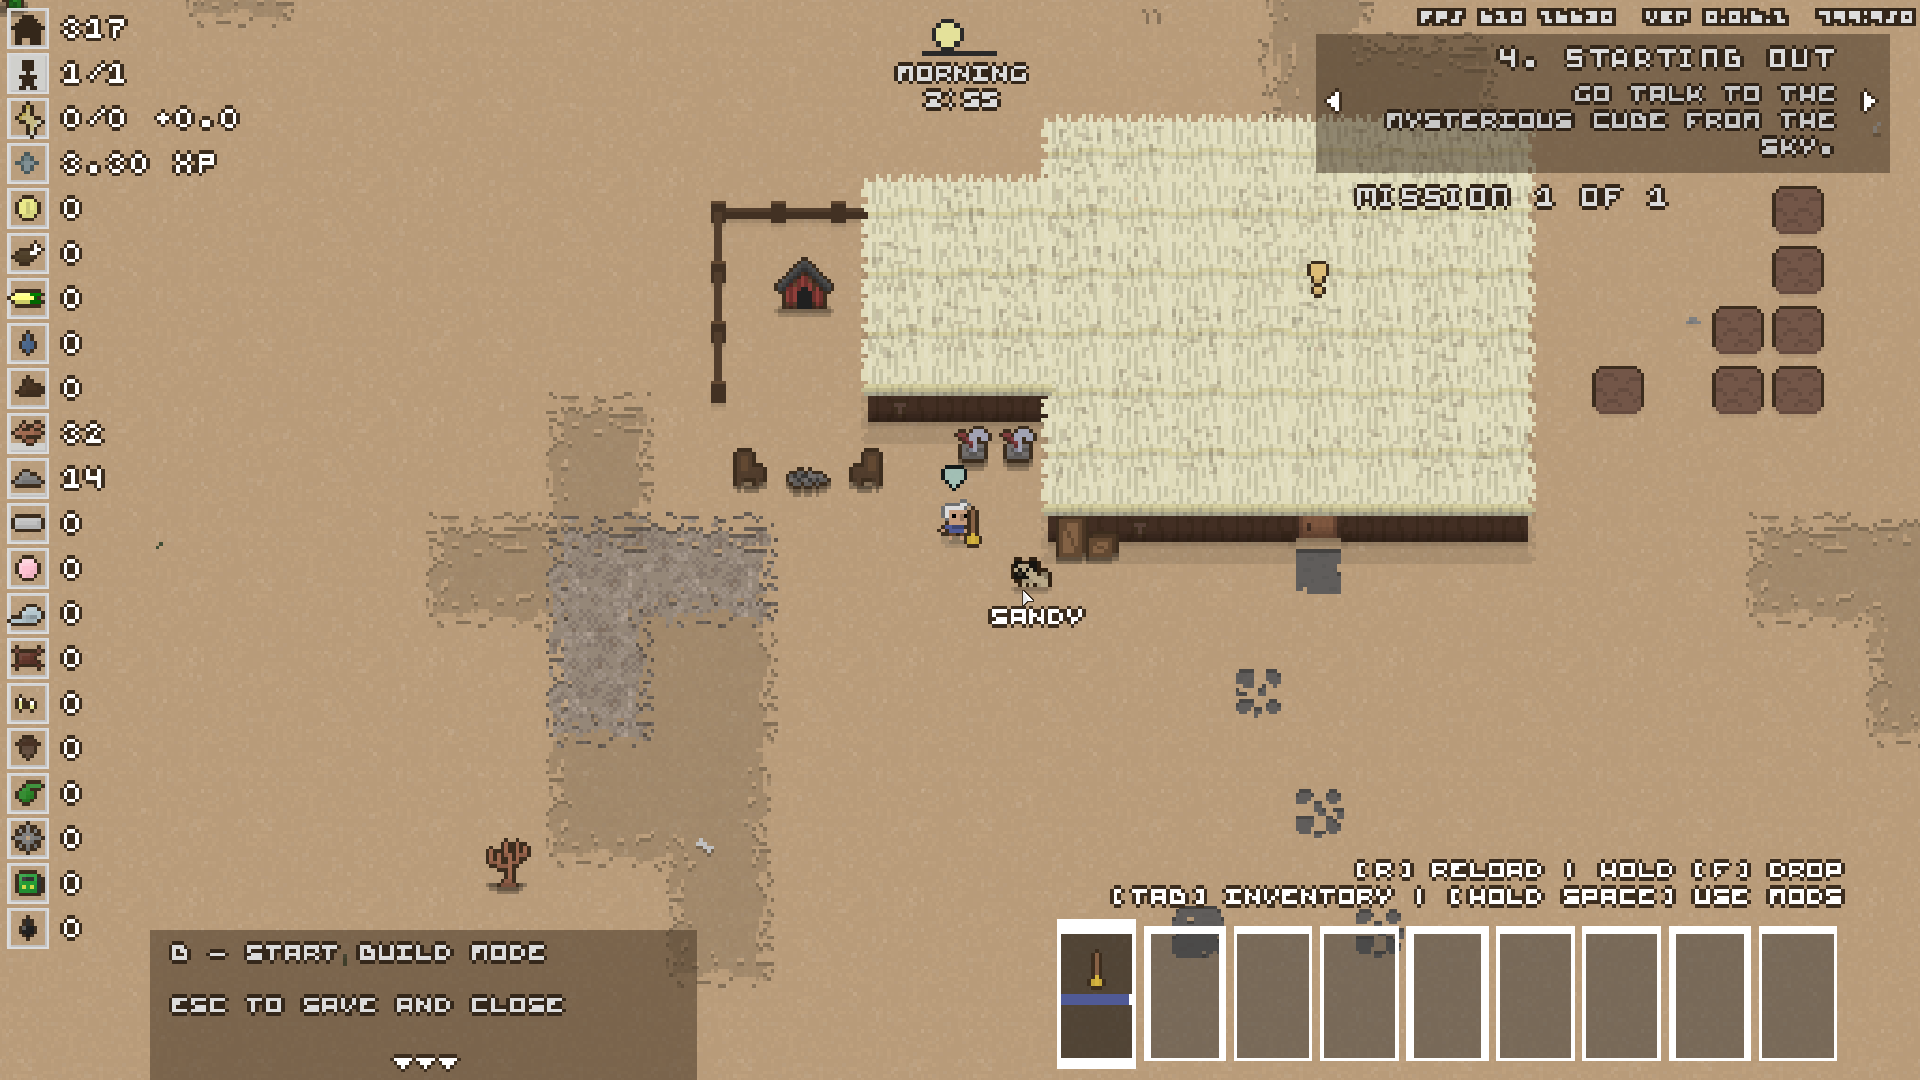 317
1/1
0/0 +0.0
3.30 XP
0
0
0
0
0
32
14
0
0
0
0
0
0
0
0
0
0
MORNING
2:55
VER 0.0.6.1
4. STARTING OUT
GO TALK TO THE
MYSTERIOUS CUBE FROM THE
SKY.
MISSION 1 OF 1
SANDY
[R] RELOAD | HOLD [F] DROP
[TAB] INVENTORY | [HOLD SPACE] USE MODS
B - START BUILD MODE
ESC TO SAVE AND CLOSE